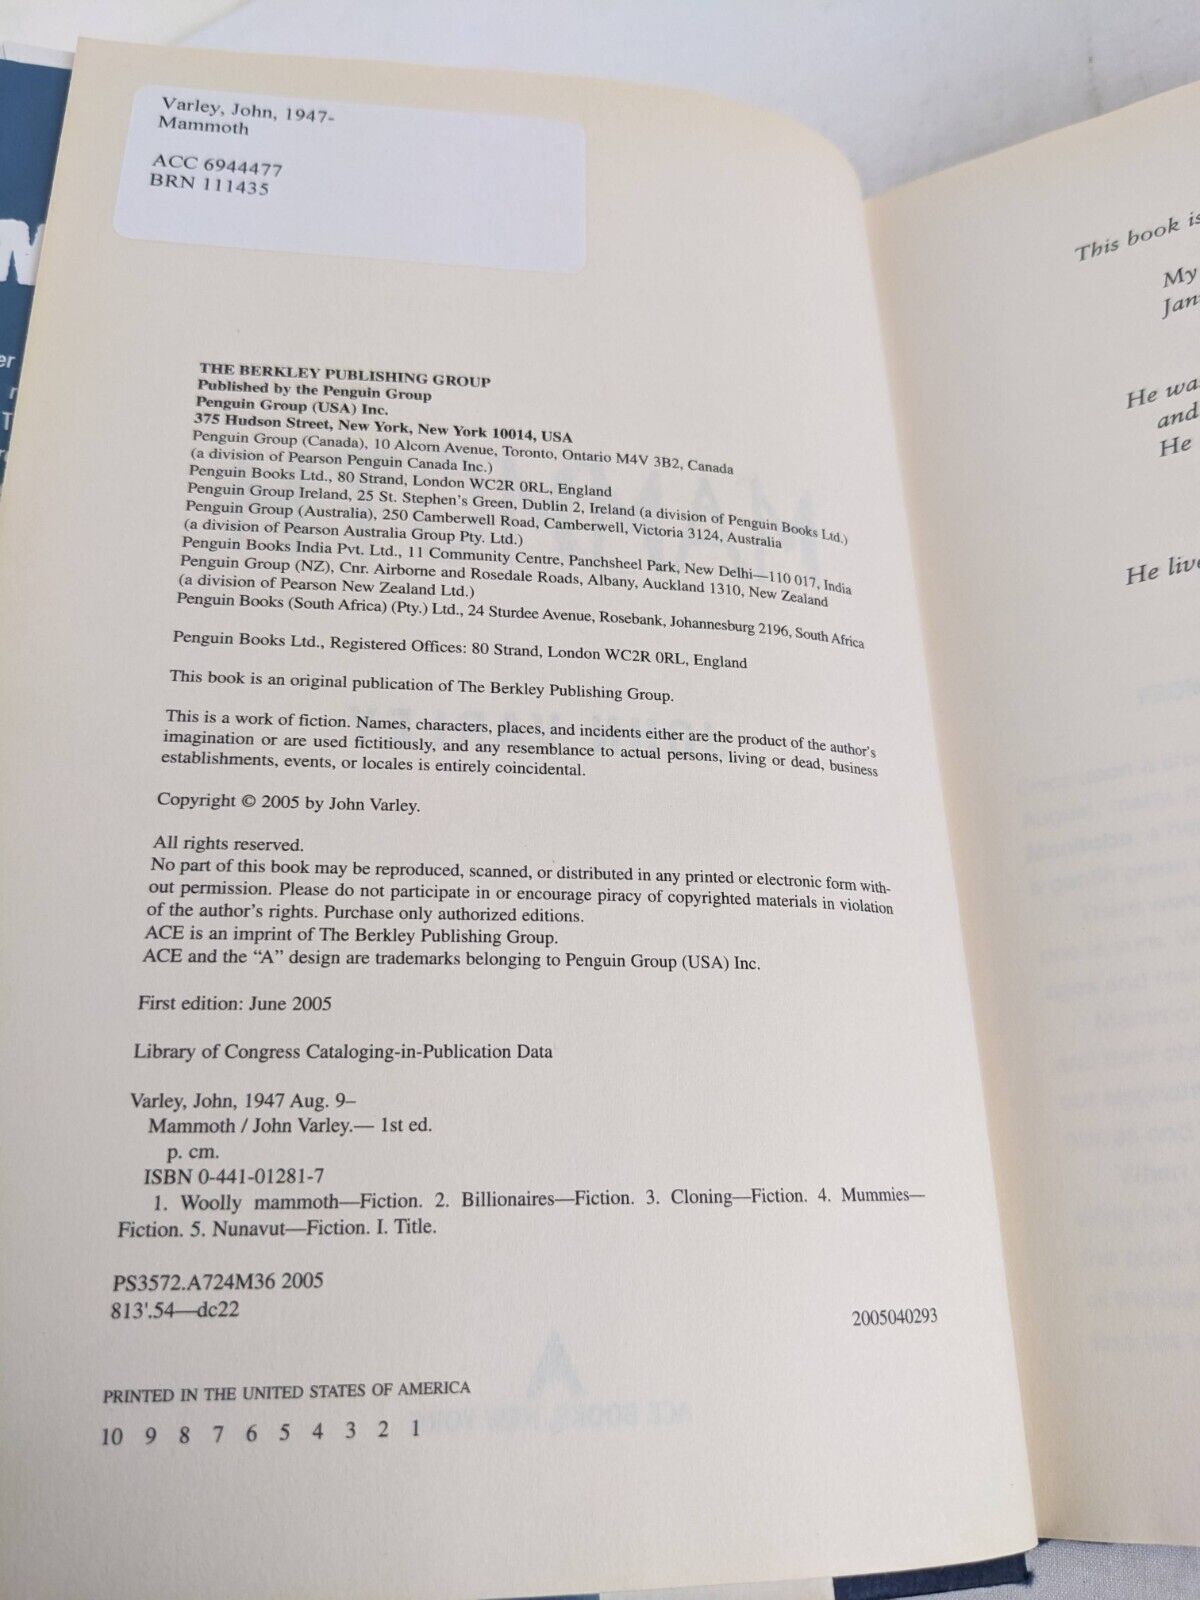 Varley, John, 1947-
Mammoth
ACC 6944477
BRN 111435
THE BERKLEY PUBLISHING GROUP
Published by the Penguin Group
Penguin Group (USA) Inc.
375 Hudson Street, New York, New York 10014, USA
Penguin Group (Canada), 10 Alcorn Avenue, Toronto, Ontario M4V 3B2, Canada
(a division of Pearson Penguin Canada Inc.)
Penguin Books Ltd., 80 Strand, London WC2R 0RL, England
Penguin Group Ireland, 25 St. Stephen's Green, Dublin 2, Ireland (a division of Penguin Books Ltd.)
Penguin Group (Australia), 250 Camberwell Road, Camberwell, Victoria 3124, Australia
(a division of Pearson Australia Group Pty. Ltd.)
Penguin Books India Pvt. Ltd., 11 Community Centre, Panchsheel Park, New Delhi—110 017, India
Penguin Group (NZ), Cnr. Airborne and Rosedale Roads, Albany, Auckland 1310, New Zealand
(a division of Pearson New Zealand Ltd.)
Penguin Books (South Africa) (Pty.) Ltd., 24 Sturdee Avenue, Rosebank, Johannesburg 2196, South Africa
Penguin Books Ltd., Registered Offices: 80 Strand, London WC2R 0RL, England
This book is an original publication of The Berkley Publishing Group.
This is a work of fiction. Names, characters, places, and incidents either are the product of the author's
imagination or are used fictitiously, and any resemblance to actual persons, living or dead, business
establishments, events, or locales is entirely coincidental.
Copyright © 2005 by John Varley.
All rights reserved.
No part of this book may be reproduced, scanned, or distributed in any printed or electronic form with-
out permission. Please do not participate in or encourage piracy of copyrighted materials in violation
of the author's rights. Purchase only authorized editions.
ACE is an imprint of The Berkley Publishing Group.
ACE and the “A” design are trademarks belonging to Penguin Group (USA) Inc.
First edition: June 2005
Library of Congress Cataloging-in-Publication Data
Varley, John, 1947 Aug. 9–
Mammoth / John Varley.— 1st ed.
p. cm.
ISBN 0-441-01281-7
1. Woolly mammoth—Fiction. 2. Billionaires—Fiction. 3. Cloning—Fiction. 4. Mummies—
Fiction. 5. Nunavut—Fiction. I. Title.
PS3572.A724M36 2005
813'.54—dc22
2005040293
PRINTED IN THE UNITED STATES OF AMERICA
10 9 8 7 6 5 4 3 2 1
This book is
My
Jan
He was
and
He
He live